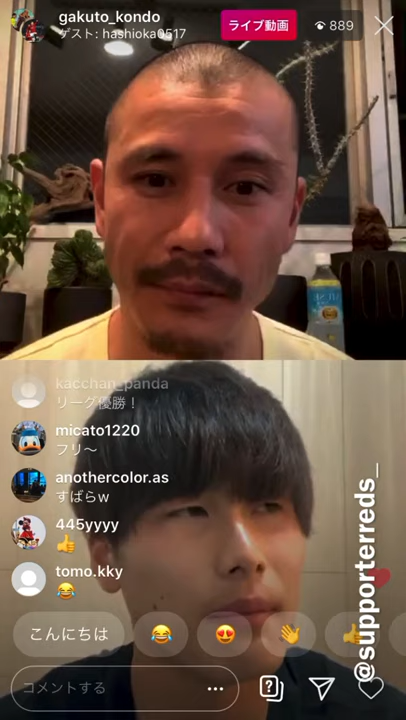 gakuto_kondo
ゲスト: hashioka0517
ライブ動画
889
kacchan_panda
リーグ優勝！
micato1220
フリ〜
anothercolor.as
すばらw
445yyyy
👍
tomo.kky
😂
こんにちは
コメントする
@supporterreds_